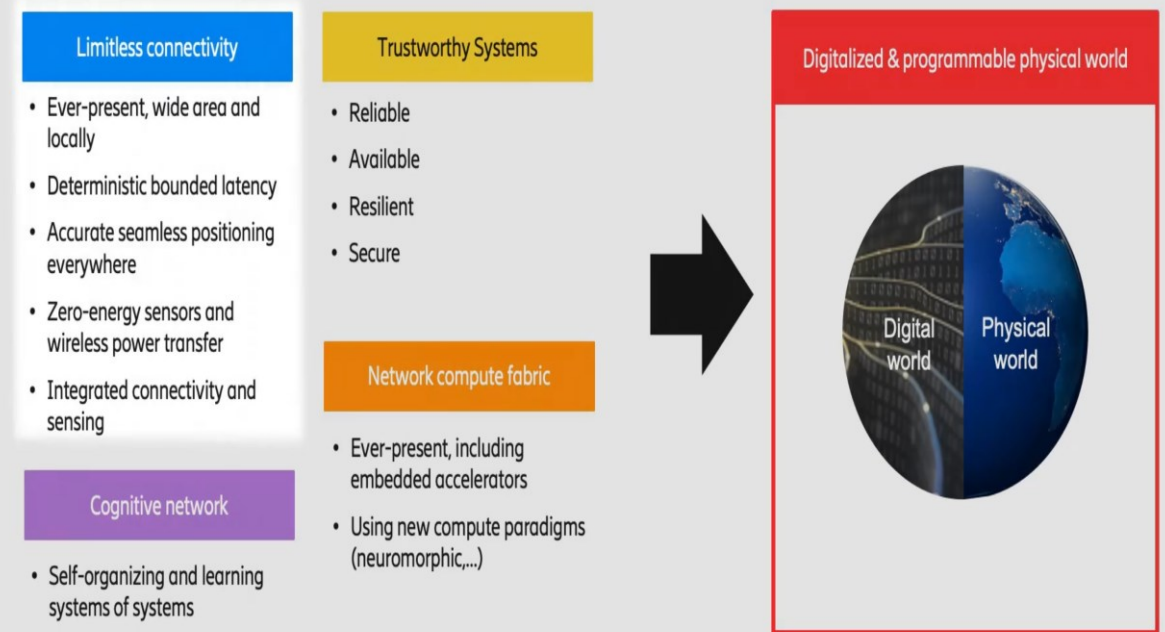 Limitless connectivity
• Ever-present, wide area and
locally
• Deterministic bounded latency
• Accurate seamless positioning
everywhere
• Zero-energy sensors and
wireless power transfer
• Integrated connectivity and
sensing
Cognitive network
• Self-organizing and learning
systems of systems
Trustworthy Systems
• Reliable
• Available
• Resilient
• Secure
Network compute fabric
• Ever-present, including
embedded accelerators
• Using new compute paradigms
(neuromorphic,...)
Digitalized & programmable physical world
Digital
world
Physical
world